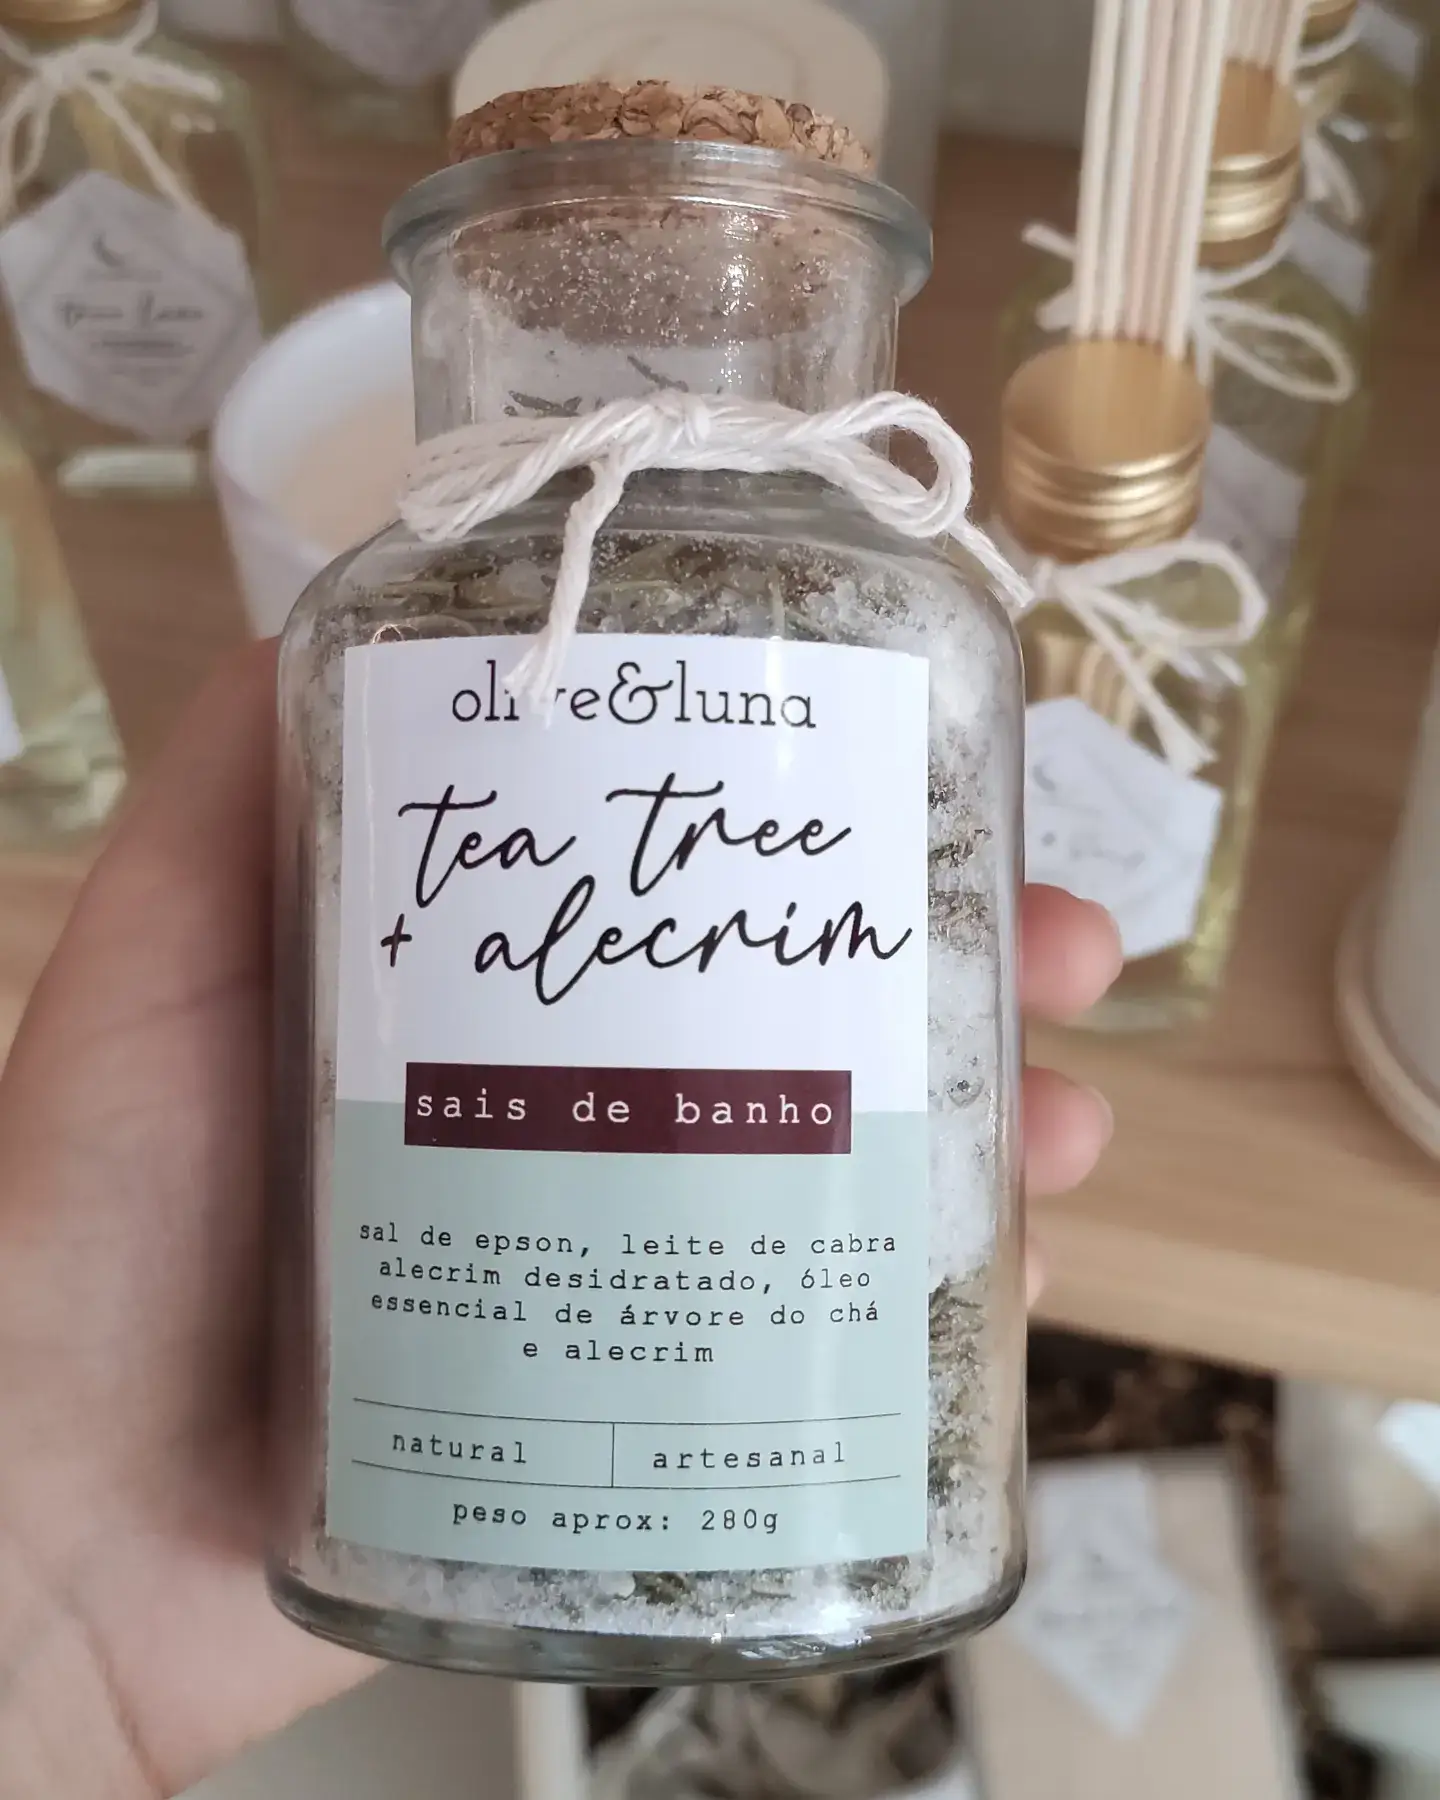 olive&luna
tea tree
+ alecrim
sais de banho
sal de epson, leite de cabra
alecrim desidratado, óleo
essencial de árvore do chá
e alecrim
natural
artesanal
peso aprox: 280g